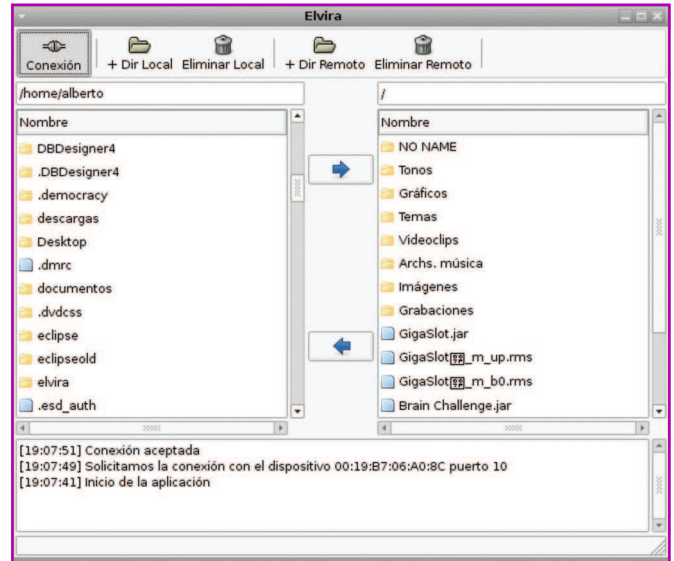 Elvira
Conexión + Dir Local Eliminar Local + Dir Remoto Eliminar Remoto
/home/alberto
Nombre
DBDesigner4
.DBDesigner4
.democracy
descargas
Desktop
.dmrc
documentos
.dvdcss
eclipse
eclipseold
elvira
.esd_auth
/
Nombre
NO NAME
Tonos
Gráficos
Temas
Videoclips
Archs. música
Imágenes
Grabaciones
GigaSlot.jar
GigaSlot_m_up.rms
GigaSlot_m_b0.rms
Brain Challenge.jar
[19:07:51] Conexión aceptada
[19:07:49] Solicitamos la conexión con el dispositivo 00:19:B7:06:A0:8C puerto 10
[19:07:41] Inicio de la aplicación